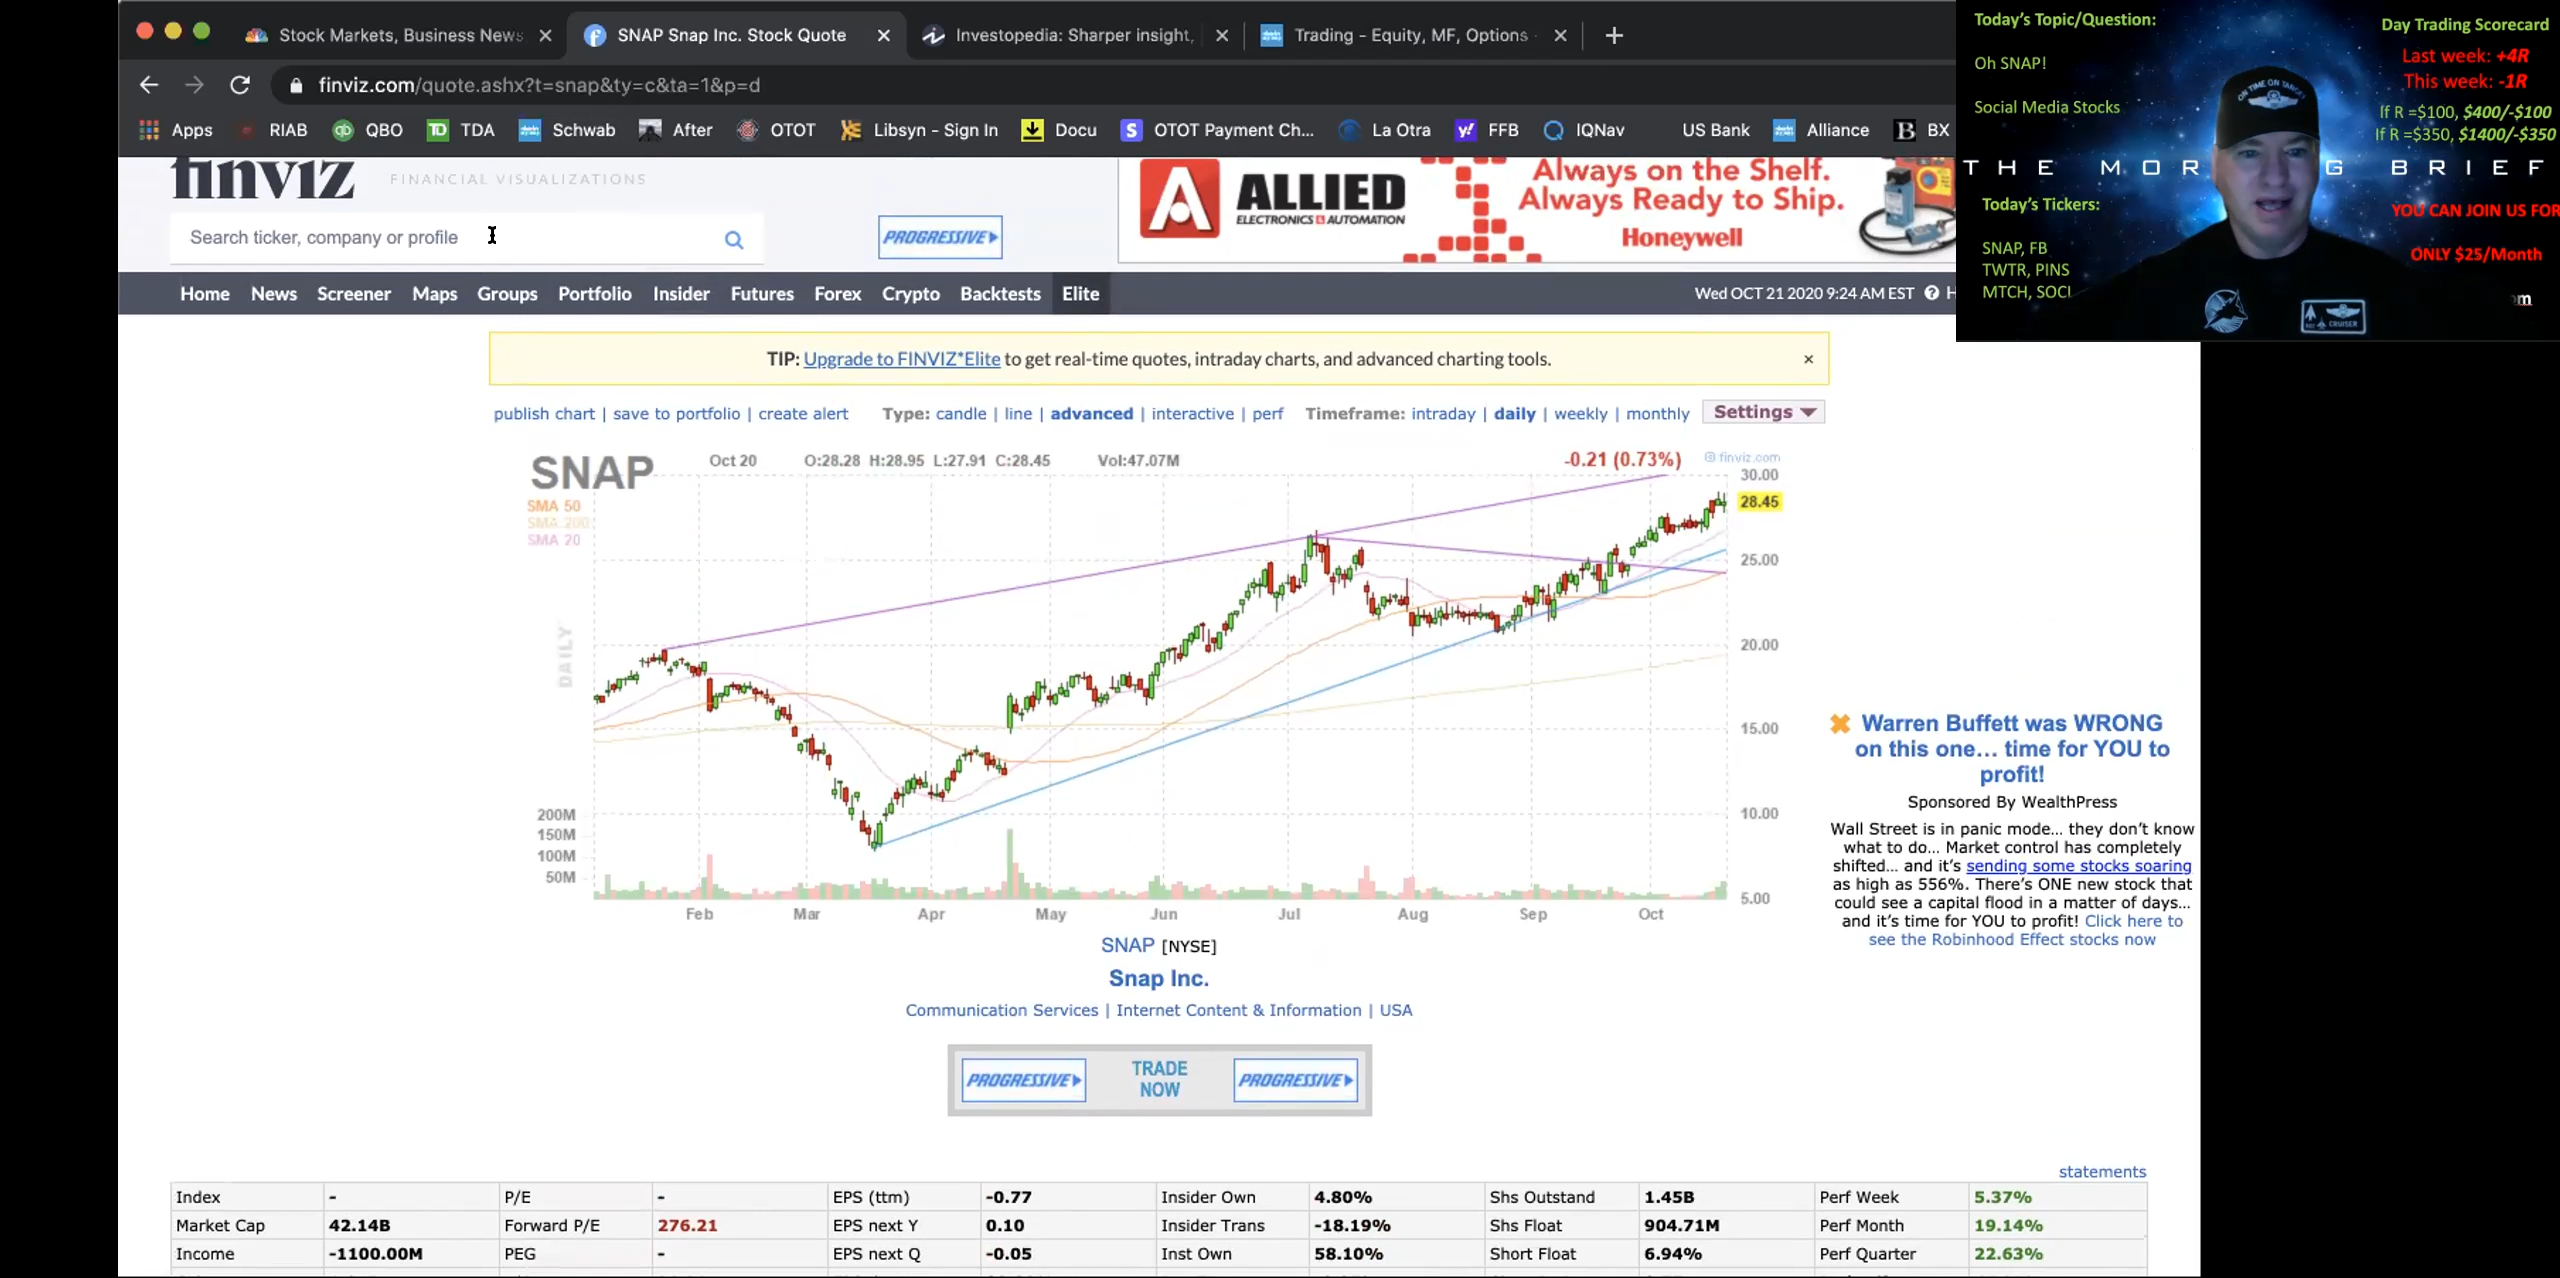 Stock Markets, Business News
SNAP Snap Inc. Stock Quote
Investopedia: Sharper insight,
Trading - Equity, MF, Options
finviz.com/quote.ashx?t=snap&ty=c&ta=1&p=d
Apps RIAB QBO TDA Schwab After OTOT Libsyn - Sign In Docu OTOT Payment Ch... La Otra FFB IQNav US Bank Alliance BX
Today's Topic/Question:
Oh SNAP!
Social Media Stocks
Day Trading Scorecard
Last week: +4R
This week: -1R
If R =$100, $400/-$100
If R =$350, $1400/-$350
ON TIME ON TARGET
THE MOR G BRIEF
Today's Tickers:
SNAP, FB
TWTR, PINS
MTCH, SOCL
YOU CAN JOIN US FOR
ONLY $25/Month
m
CRUISER
finviz FINANCIAL VISUALIZATIONS
Search ticker, company or profile
PROGRESSIVE
ALLIED
ELECTRONICS & AUTOMATION
Always on the Shelf.
Always Ready to Ship.
Honeywell
Home News Screener Maps Groups Portfolio Insider Futures Forex Crypto Backtests Elite
Wed OCT 21 2020 9:24 AM EST H
TIP: Upgrade to FINVIZ*Elite to get real-time quotes, intraday charts, and advanced charting tools. ×
publish chart | save to portfolio | create alert Type: candle | line | advanced | interactive | perf Timeframe: intraday | daily | weekly | monthly Settings
SNAP Oct 20 O:28.28 H:28.95 L:27.91 C:28.45 Vol:47.07M -0.21 (0.73%) © finviz.com
SMA 50
SMA 200
SMA 20
DAILY
30.00
28.45
25.00
20.00
15.00
10.00
5.00
200M
150M
100M
50M
Feb Mar Apr May Jun Jul Aug Sep Oct
SNAP [NYSE]
Snap Inc.
Communication Services | Internet Content & Information | USA
PROGRESSIVE TRADE NOW PROGRESSIVE
Warren Buffett was WRONG
on this one... time for YOU to
profit!
Sponsored By WealthPress
Wall Street is in panic mode... they don't know
what to do... Market control has completely
shifted... and it's sending some stocks soaring
as high as 556%. There's ONE new stock that
could see a capital flood in a matter of days...
and it's time for YOU to profit! Click here to
see the Robinhood Effect stocks now
statements
Index - P/E - EPS (ttm) -0.77 Insider Own 4.80% Shs Outstand 1.45B Perf Week 5.37%
Market Cap 42.14B Forward P/E 276.21 EPS next Y 0.10 Insider Trans -18.19% Shs Float 904.71M Perf Month 19.14%
Income -1100.00M PEG - EPS next Q -0.05 Inst Own 58.10% Short Float 6.94% Perf Quarter 22.63%